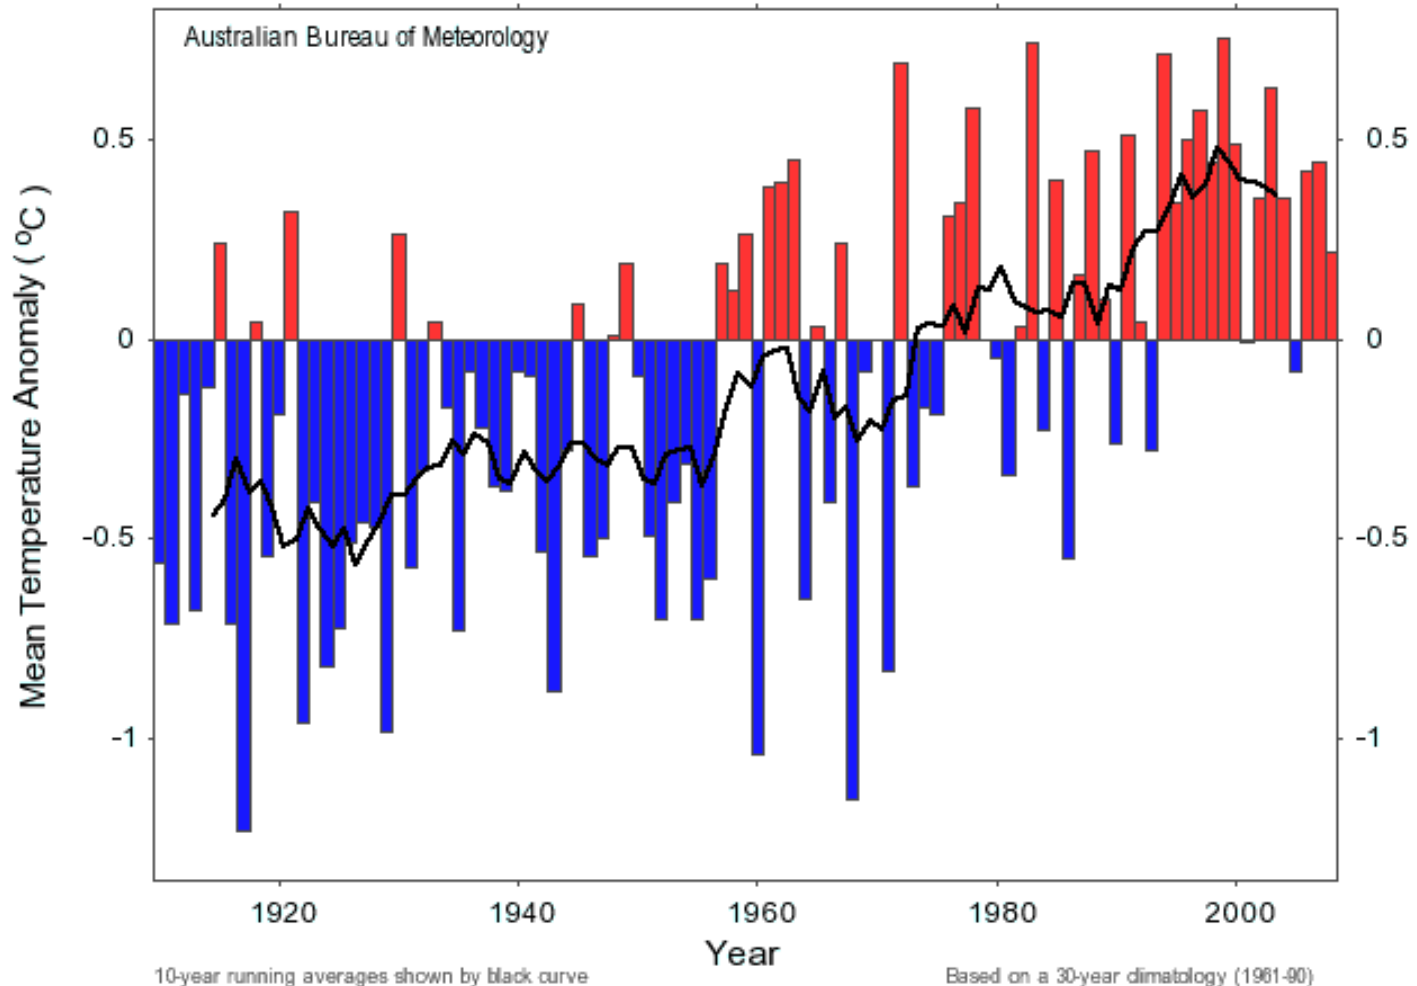 Australian Bureau of Meteorology
0.5 0.5
0 0
-0.5 -0.5
-1 -1
Mean Temperature Anomaly (ºC)
1920 1940 1960 1980 2000
Year
10-year running averages shown by black curve
Based on a 30-year climatology (1961-90)